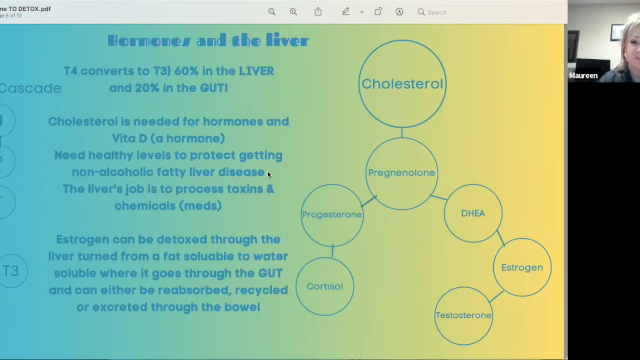 ne TO DETOX.pdf
ge 5 of 12
Search
Hormones and the liver
Cascade
T4 converts to T3) 60% in the LIVER
and 20% in the GUT!
Cholesterol is needed for hormones and
Vita D (a hormone)
Need healthy levels to protect getting
non-alcoholic fatty liver disease
The liver's job is to process toxins &
chemicals (meds)
T3
Estrogen can be detoxed through the
liver turned from a fat soluable to water
soluble where it goes through the GUT
and can either be reabsorbed, recycled
or excreted through the bowel
Cholesterol
Pregnenolone
Progesterone
DHEA
Cortisol
Estrogen
Testosterone
Maureen